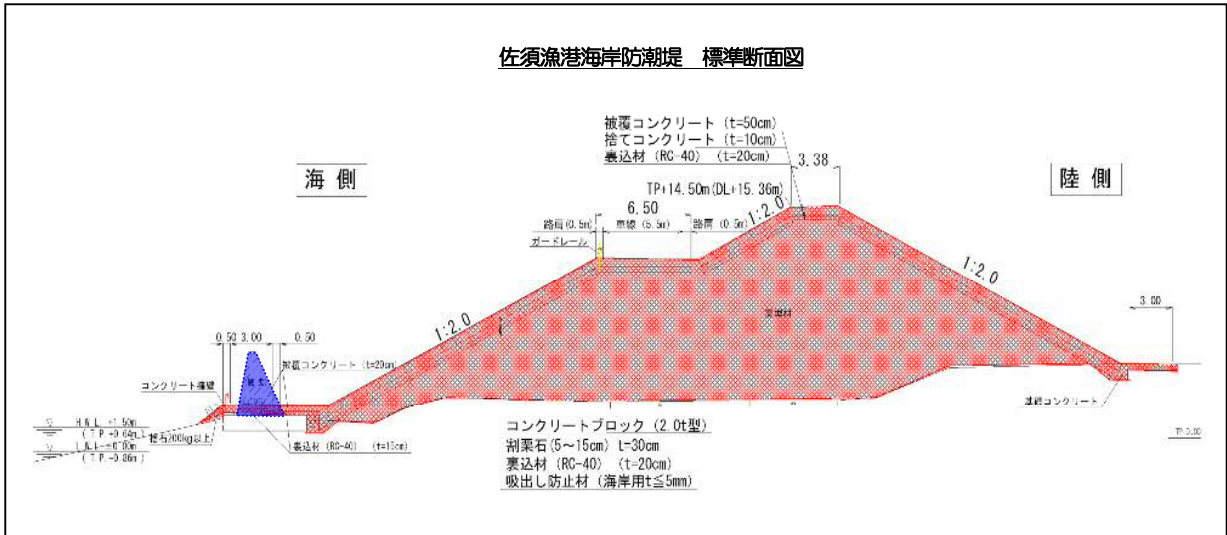 佐須漁港海岸防潮堤　標準断面図
被覆コンクリート (t=50cm)
捨てコンクリート (t=10cm)
裏込材 (RC-40) (t=20cm)
3.38
海 側
陸 側
TP+14.50m(DL+15.36m)
6.50
1:2.0
路肩(0.5m) 車線 (5.5m) 路肩 (0.5m)
ガードレール
1:2.0
3.00
1:2.0
0.50 3.00 0.50
被覆コンクリート (t=20cm)
コンクリート擁壁
基礎コンクリート
H.W.L. +1.50m
(T.P.+0.64m)
捨石200kg以上
裏込材 (RC-40) (t=15cm)
(T.P.-0.86m)
コンクリートブロック (2.0t型)
割栗石(5～15cm) L=30cm
裏込材 (RC-40) (t=20cm)
吸出し防止材 (海岸用t≦5mm)
TP 0.00